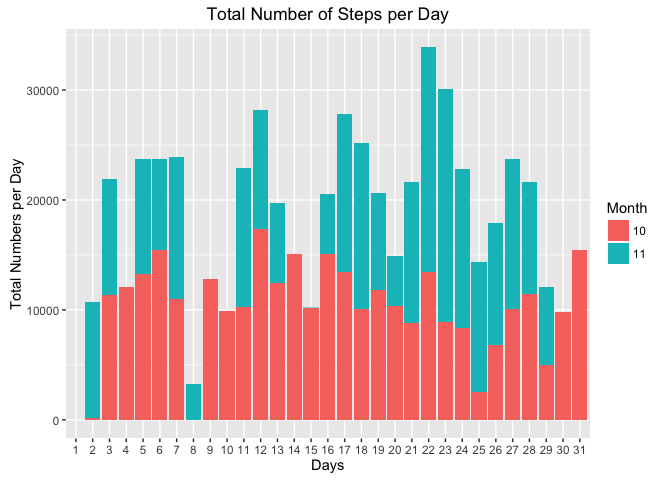 Total Number of Steps per Day
Total Numbers per Day
30000
20000
10000
0
1 2 3 4 5 6 7 8 9 10 11 12 13 14 15 16 17 18 19 20 21 22 23 24 25 26 27 28 29 30 31
Days
Month
10
11